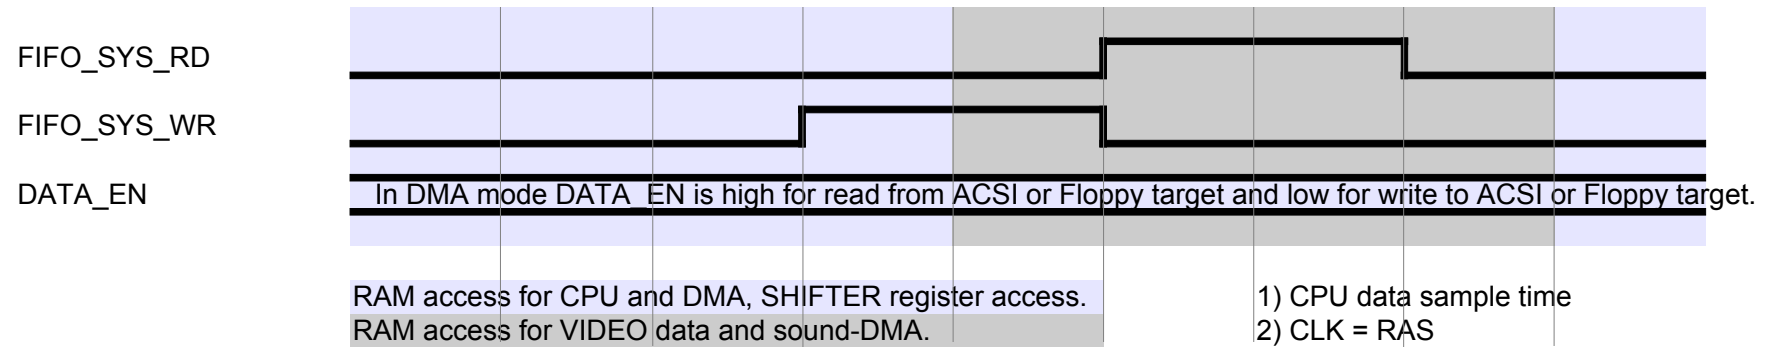 FIFO_SYS_RD
FIFO_SYS_WR
DATA_EN
In DMA mode DATA_EN is high for read from ACSI or Floppy target and low for write to ACSI or Floppy target.
RAM access for CPU and DMA, SHIFTER register access.
1) CPU data sample time
RAM access for VIDEO data and sound-DMA.
2) CLK = RAS